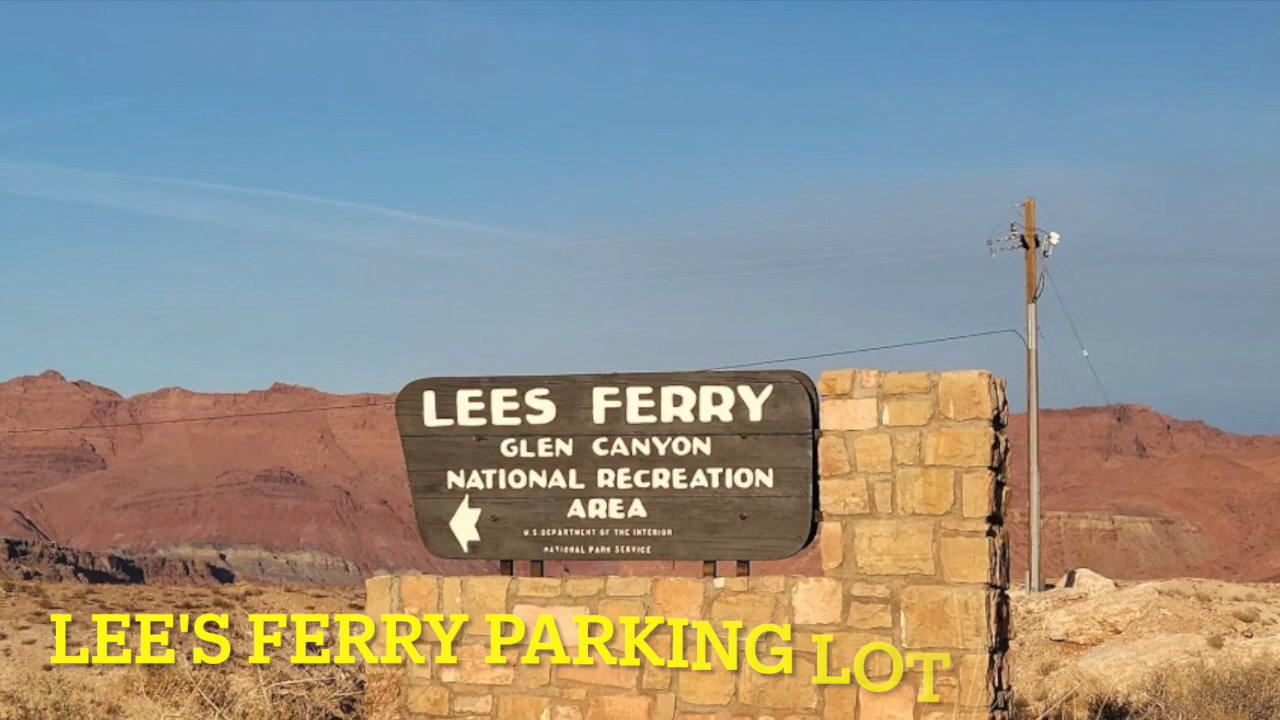 LEES FERRY
GLEN CANYON
NATIONAL RECREATION
AREA
U.S. DEPARTMENT OF THE INTERIOR
NATIONAL PARK SERVICE
LEE'S FERRY PARKING LOT